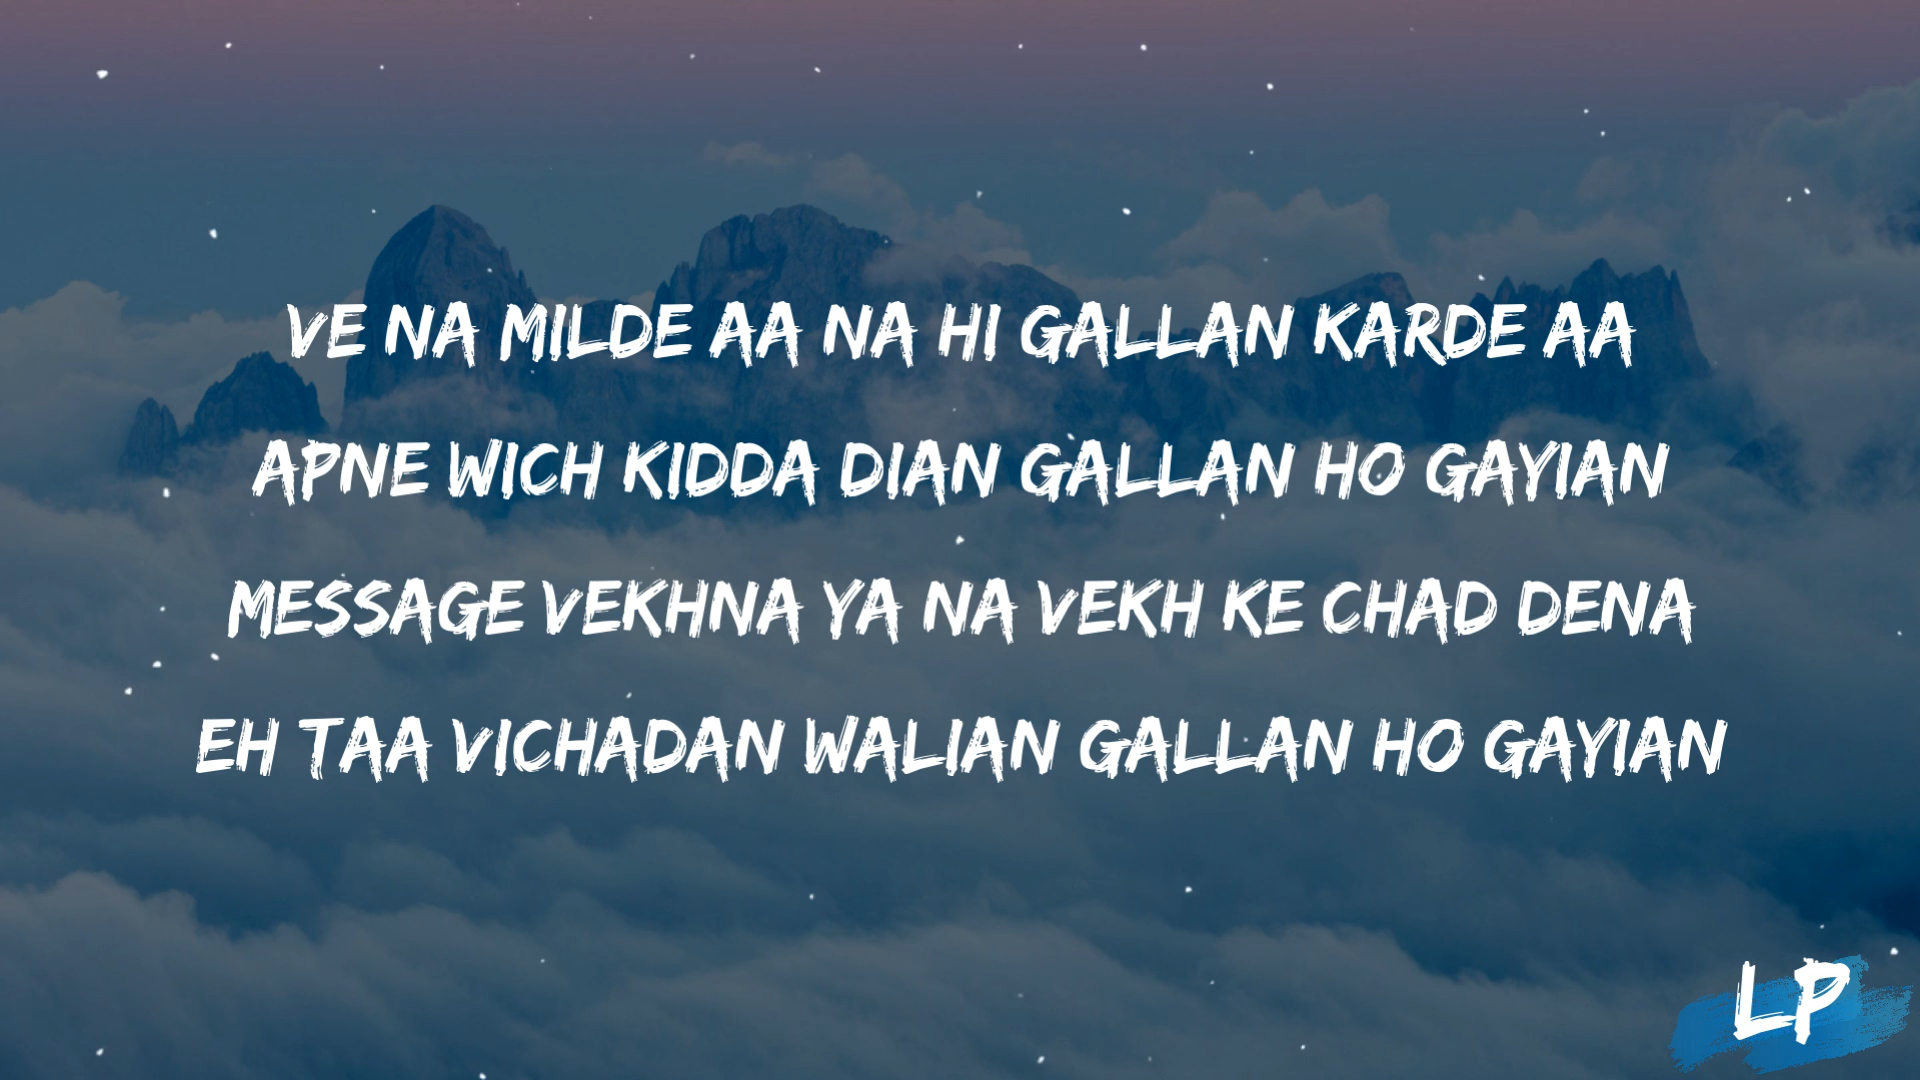 VE NA MILDE AA NA HI GALLAN KARDE AA
APNE WICH KIDDA DIAN GALLAN HO GAYIAN
MESSAGE VEKHNA YA NA VEKH KE CHAD DENA
EH TAA VICHADAN WALIAN GALLAN HO GAYIAN
LP